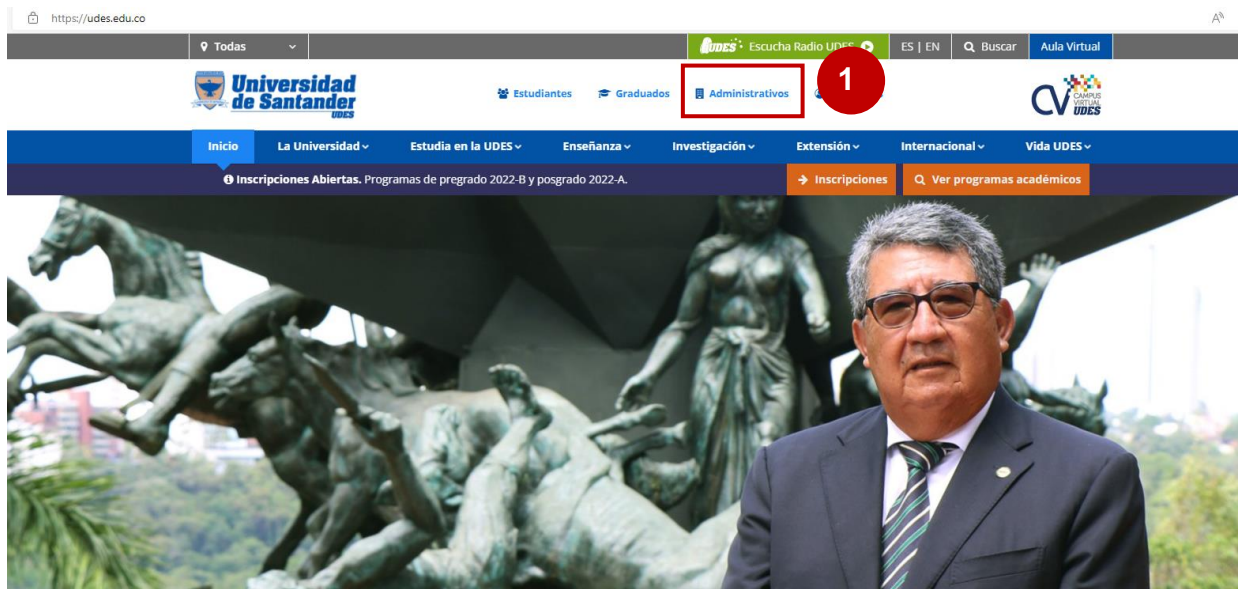 https://udes.edu.co
Todas
UDES Escucha Radio UDES
ES | EN
Buscar
Aula Virtual
Universidad
de Santander
UDES
Estudiantes
Graduados
Administrativos
1
CV CAMPUS
VIRTUAL
UDES
Inicio
La Universidad
Estudia en la UDES
Enseñanza
Investigación
Extensión
Internacional
Vida UDES
Inscripciones Abiertas. Programas de pregrado 2022-B y posgrado 2022-A.
Inscripciones
Ver programas académicos